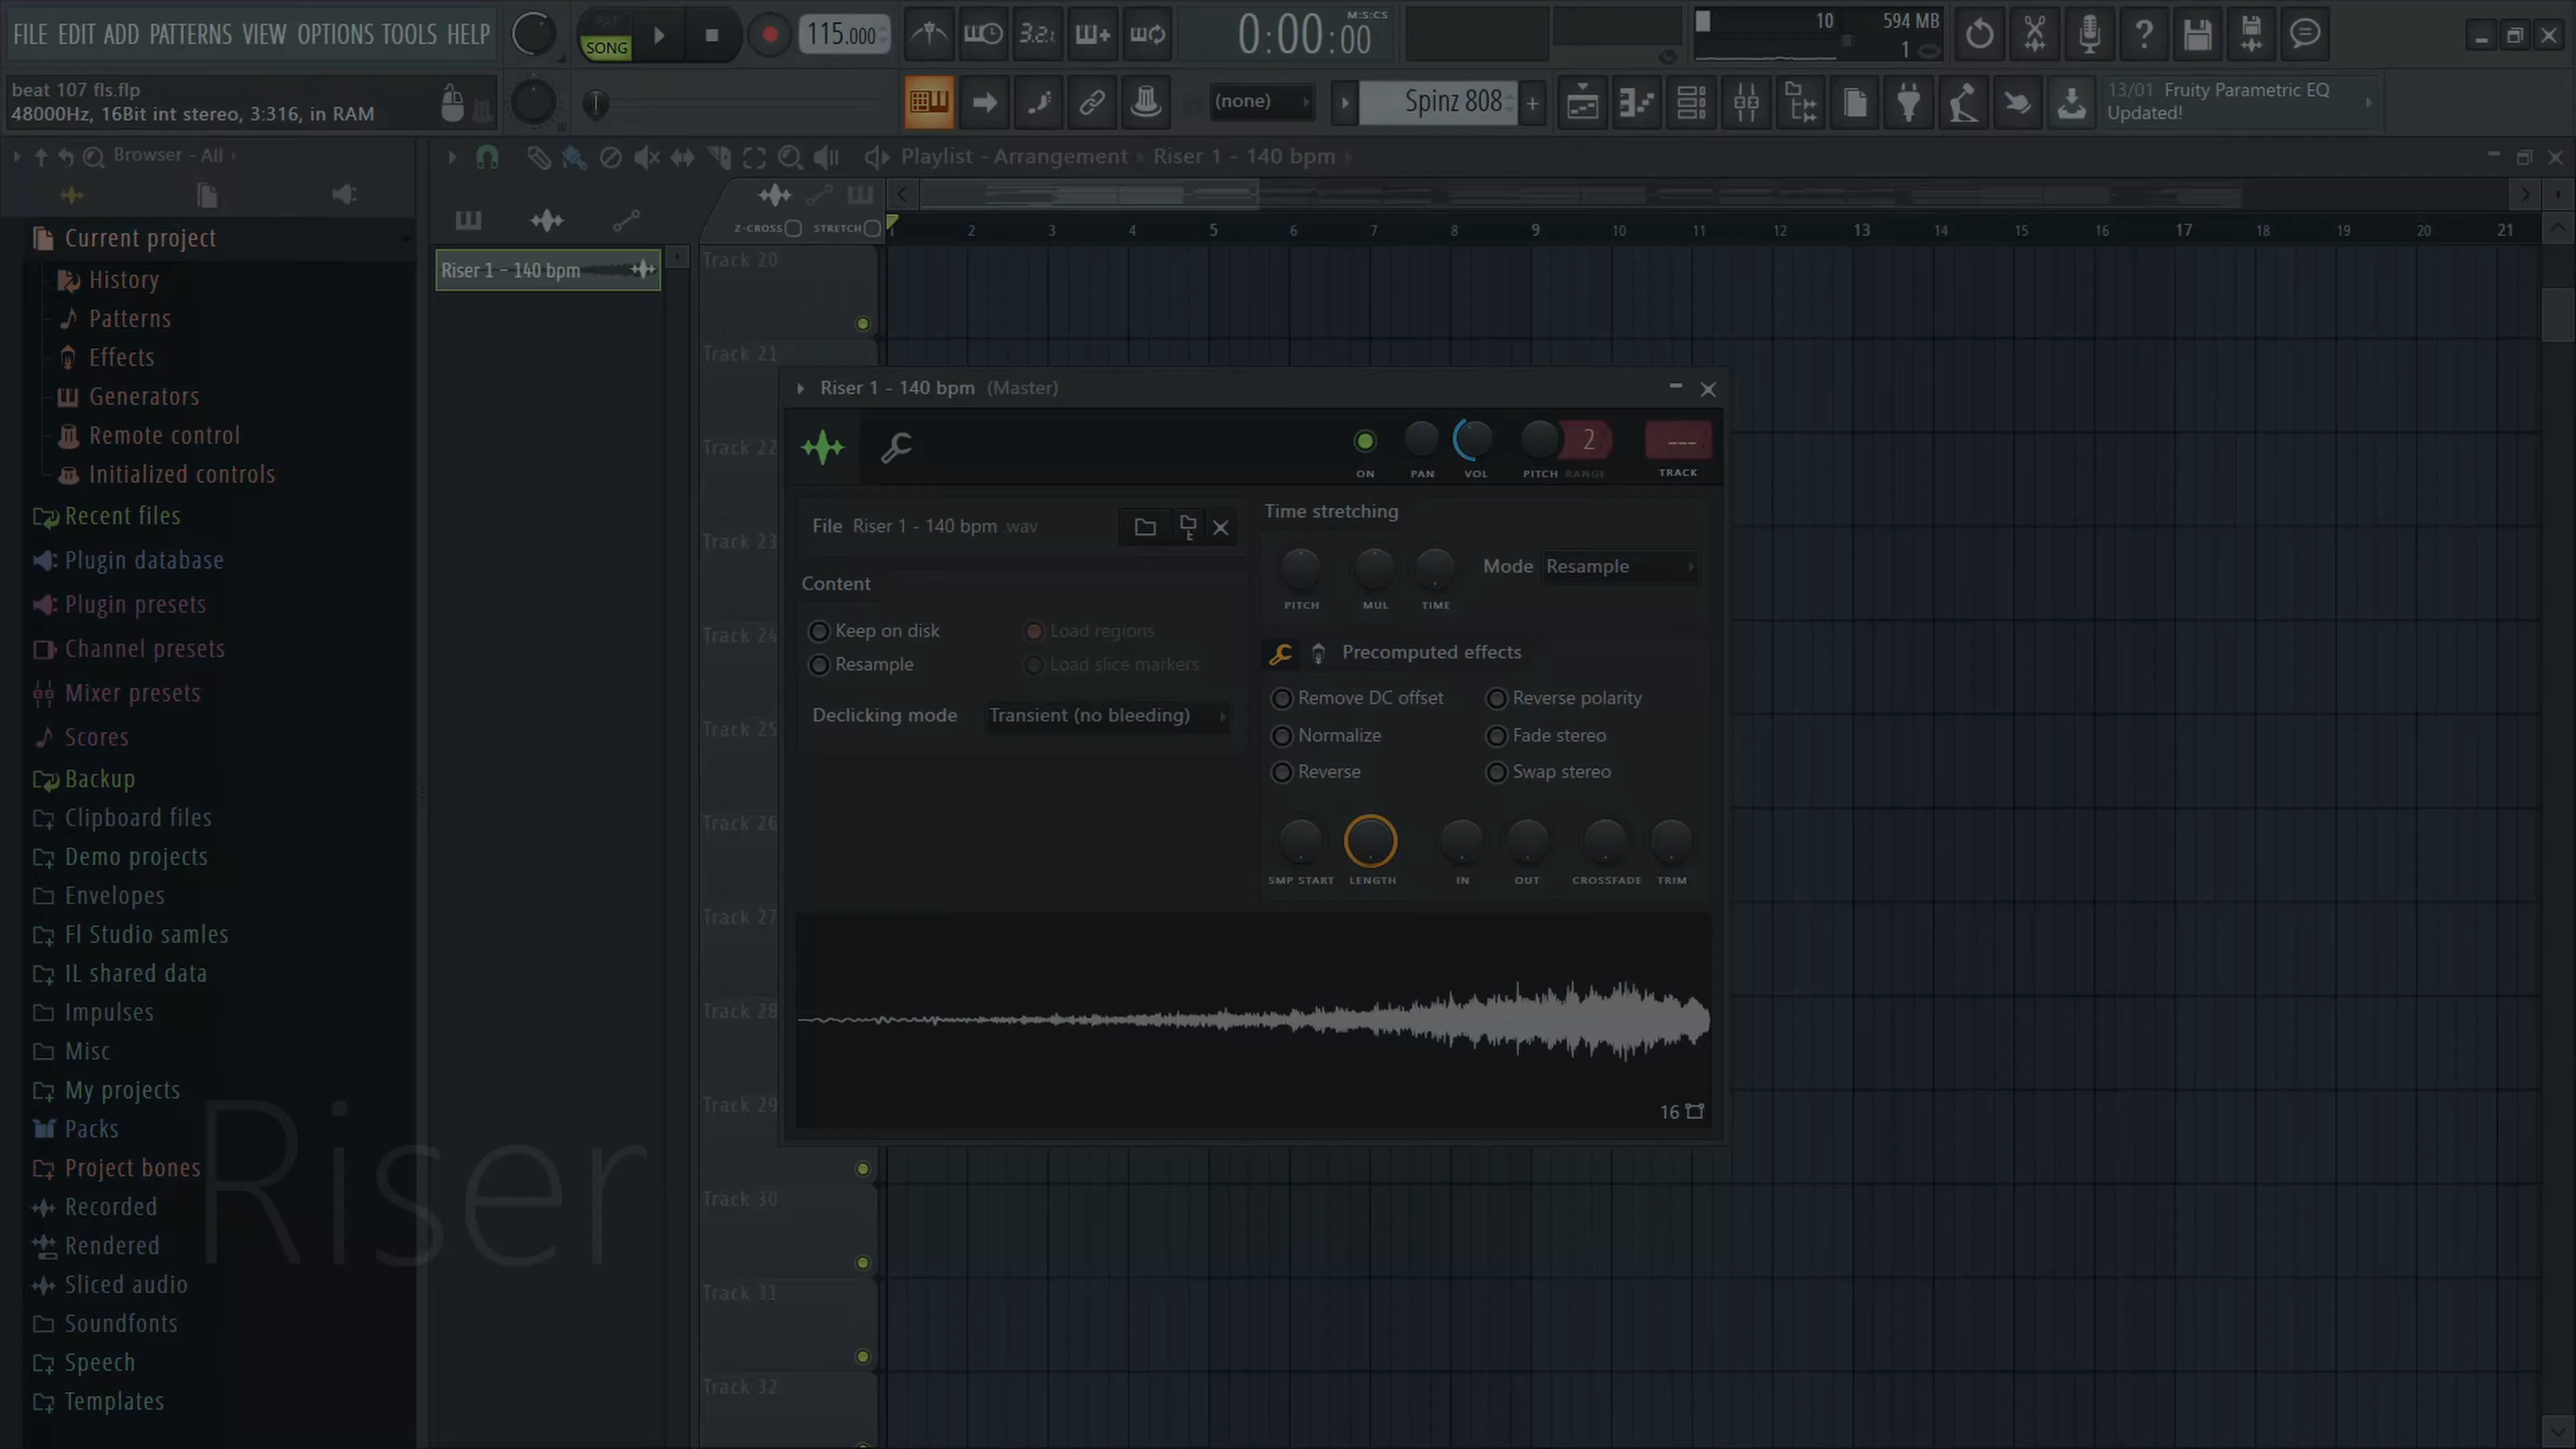 FILE EDIT ADD PATTERNS VIEW OPTIONS TOOLS HELP
PAT
SONG
115.000
3.2.
M:S:CS
0:00:00
10
594 MB
1
beat 107 fls.flp
48000Hz, 16Bit int stereo, 3:316, in RAM
(none)
Spinz 808
13/01 Fruity Parametric EQ
Updated!
Browser - All
Playlist - Arrangement
Riser 1 - 140 bpm
Z-CROSS
STRETCH
1 2 3 4 5 6 7 8 9 10 11 12 13 14 15 16 17 18 19 20 21
Current project
History
Patterns
Effects
Generators
Remote control
Initialized controls
Recent files
Plugin database
Plugin presets
Channel presets
Mixer presets
Scores
Backup
Clipboard files
Demo projects
Envelopes
Fl Studio samles
IL shared data
Impulses
Misc
My projects
Packs
Project bones
Recorded
Rendered
Sliced audio
Soundfonts
Speech
Templates
Riser
Riser 1 - 140 bpm
Track 20
Track 21
Track 22
Track 23
Track 24
Track 25
Track 26
Track 27
Track 28
Track 29
Track 30
Track 31
Track 32
Riser 1 - 140 bpm (Master)
2
---
ON
PAN
VOL
PITCH
RANGE
TRACK
File Riser 1 - 140 bpm .wav
Content
Keep on disk
Load regions
Resample
Load slice markers
Declicking mode
Transient (no bleeding)
Time stretching
PITCH
MUL
TIME
Mode
Resample
Precomputed effects
Remove DC offset
Reverse polarity
Normalize
Fade stereo
Reverse
Swap stereo
SMP START
LENGTH
IN
OUT
CROSSFADE
TRIM
16